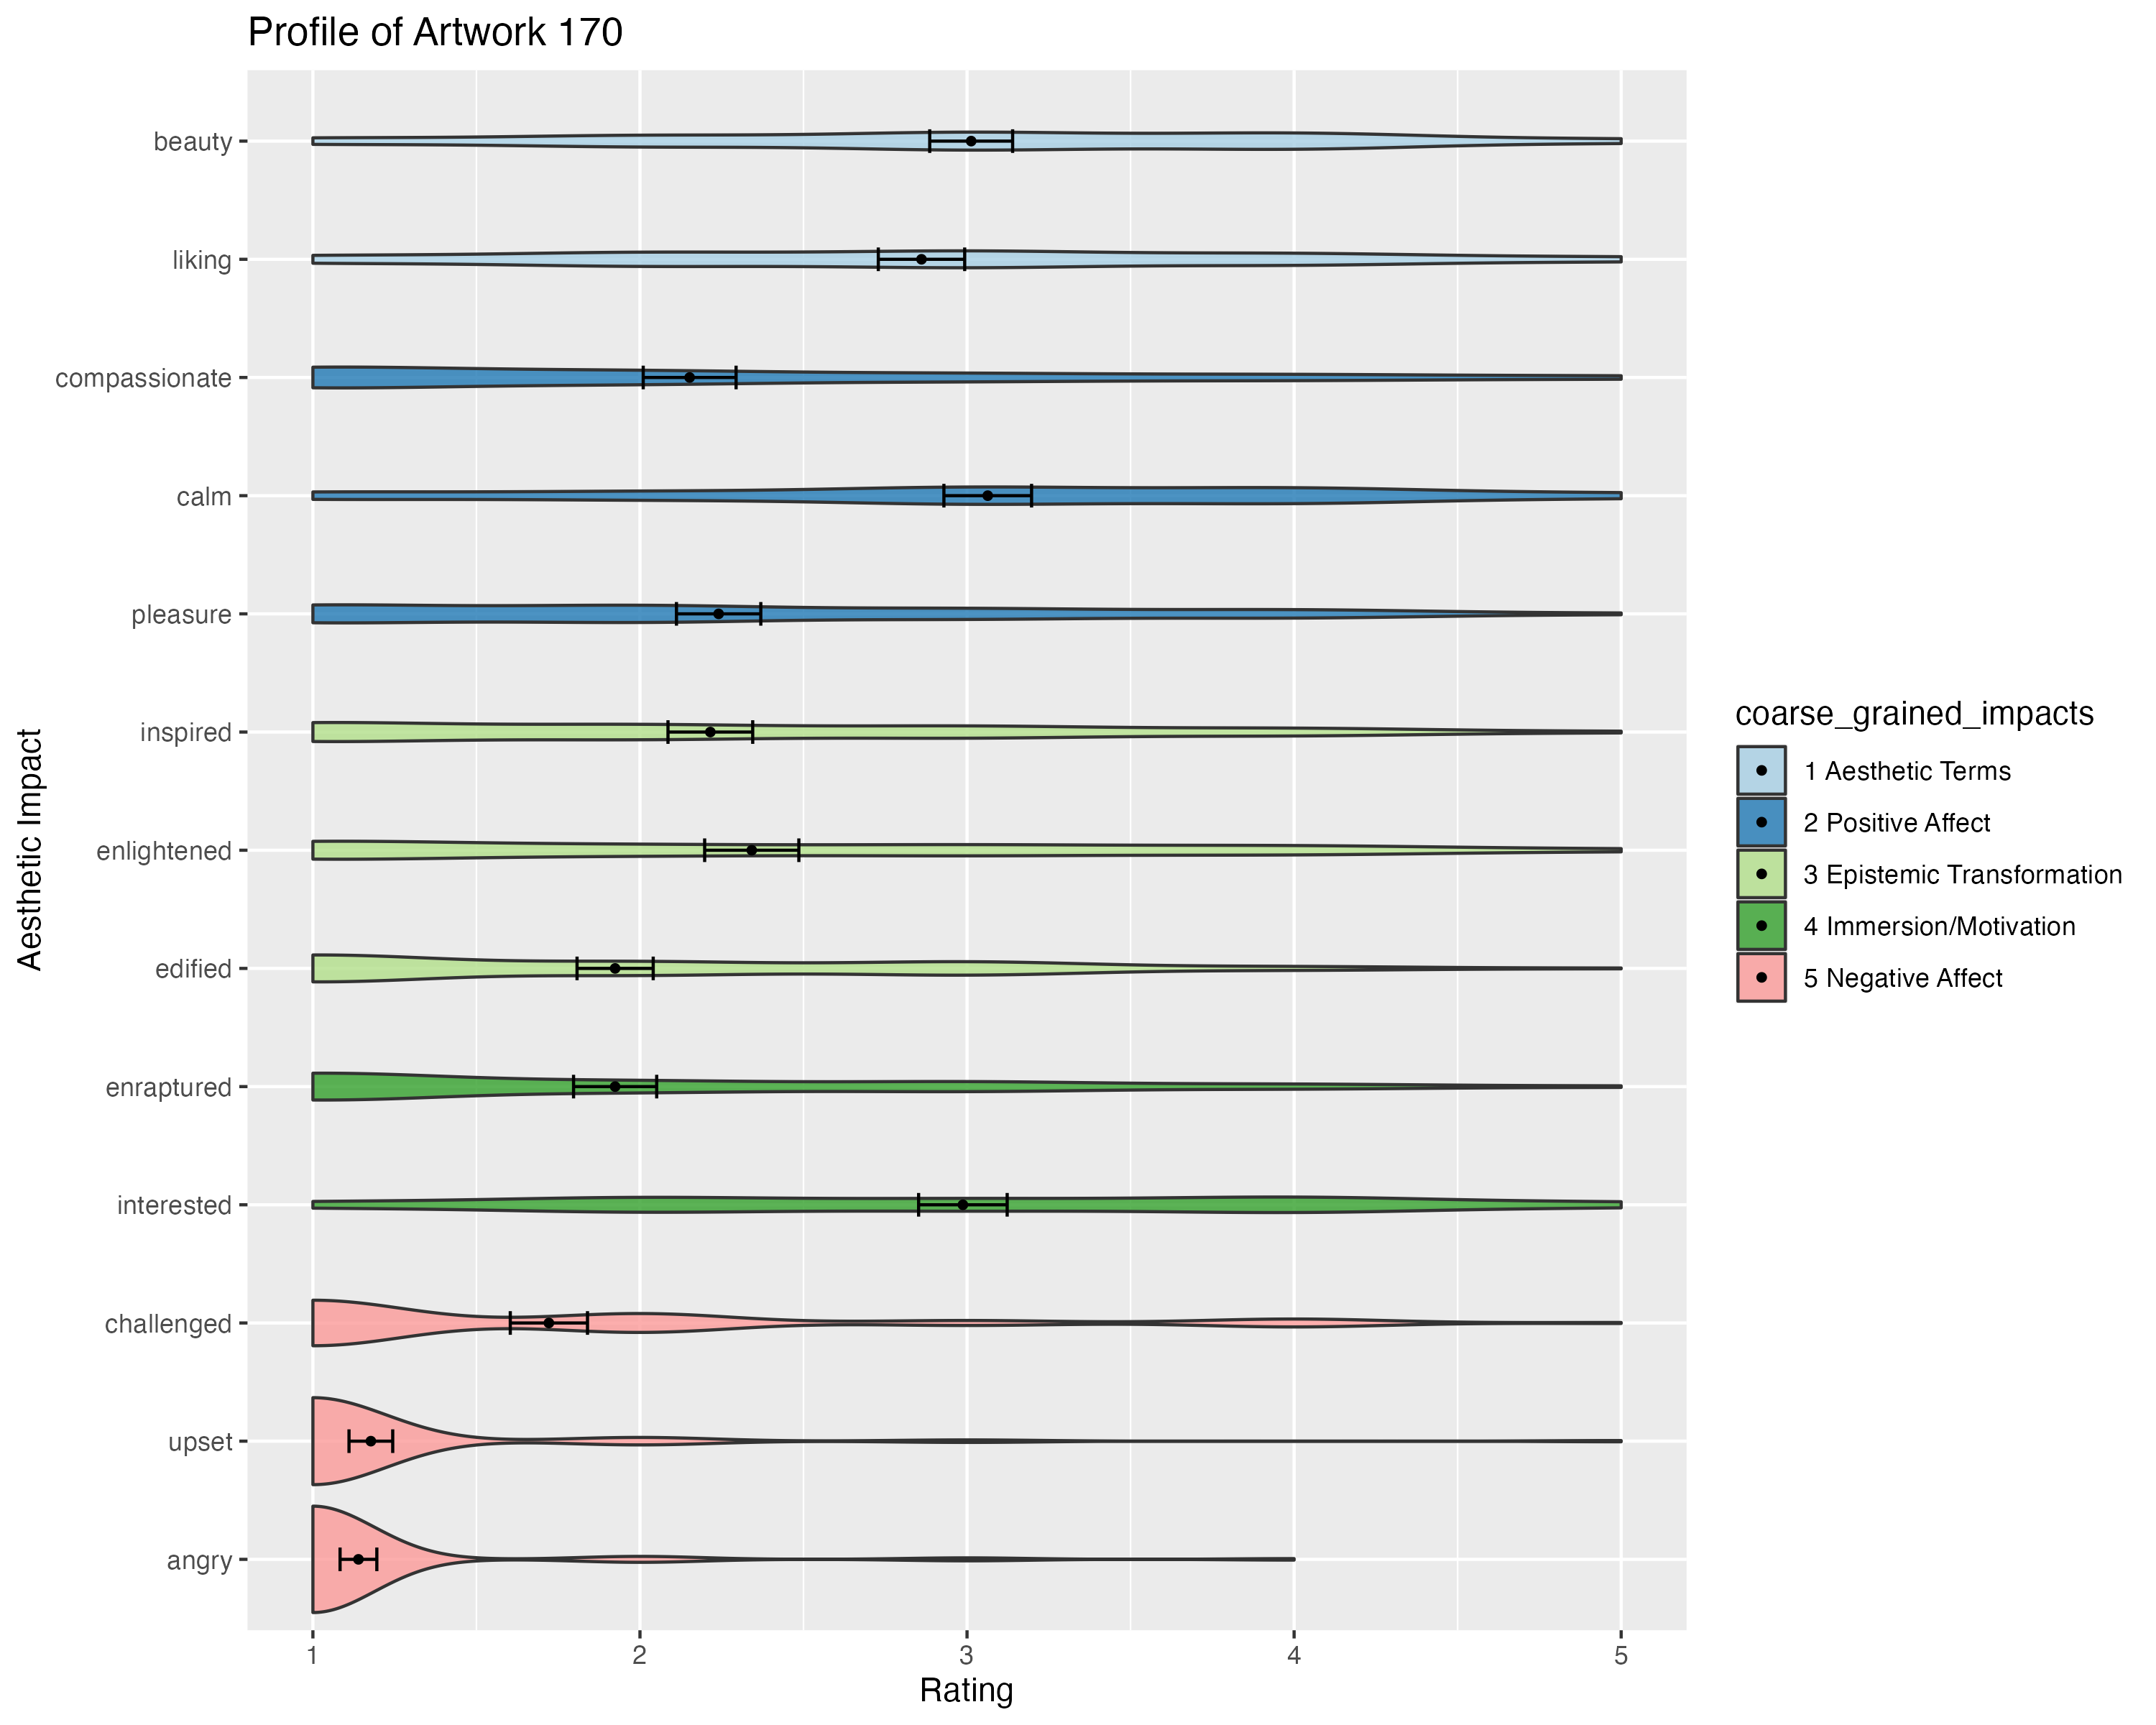 Profile of Artwork 170
beauty
liking
compassionate
calm
pleasure
inspired
enlightened
edified
enraptured
interested
challenged
upset
angry
Aesthetic Impact
1 2 3 4 5
Rating
coarse_grained_impacts
1 Aesthetic Terms
2 Positive Affect
3 Epistemic Transformation
4 Immersion/Motivation
5 Negative Affect